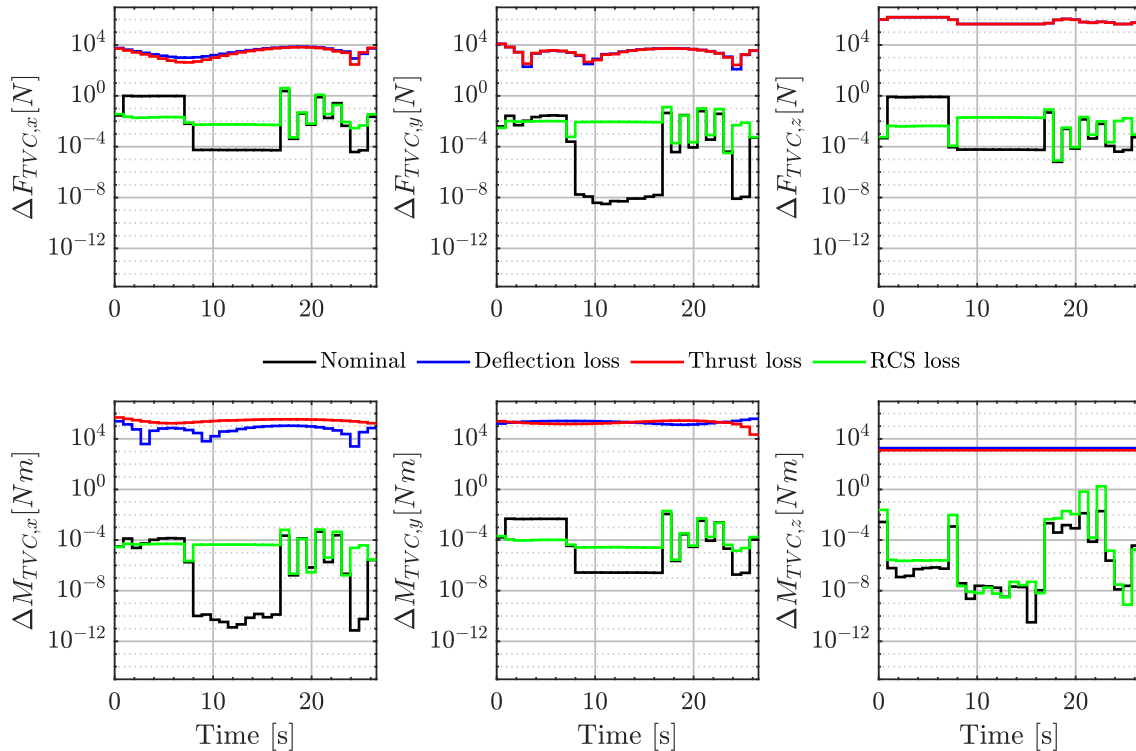 ΔF_{TVC,x}[N]
10^4
10^0
10^{-4}
10^{-8}
10^{-12}
0 10 20
ΔF_{TVC,y}[N]
10^4
10^0
10^{-4}
10^{-8}
10^{-12}
0 10 20
ΔF_{TVC,z}[N]
10^4
10^0
10^{-4}
10^{-8}
10^{-12}
0 10 20
Nominal Deflection loss Thrust loss RCS loss
ΔM_{TVC,x}[Nm]
10^4
10^0
10^{-4}
10^{-8}
10^{-12}
0 10 20
Time [s]
ΔM_{TVC,y}[Nm]
10^4
10^0
10^{-4}
10^{-8}
10^{-12}
0 10 20
Time [s]
ΔM_{TVC,z}[Nm]
10^4
10^0
10^{-4}
10^{-8}
10^{-12}
0 10 20
Time [s]